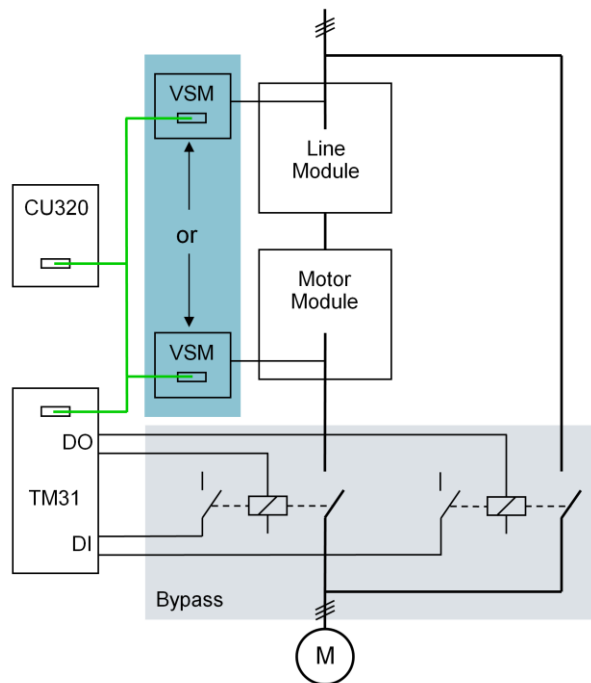 VSM
Line
Module
CU320
or
Motor
Module
VSM
DO
TM31
DI
Bypass
M